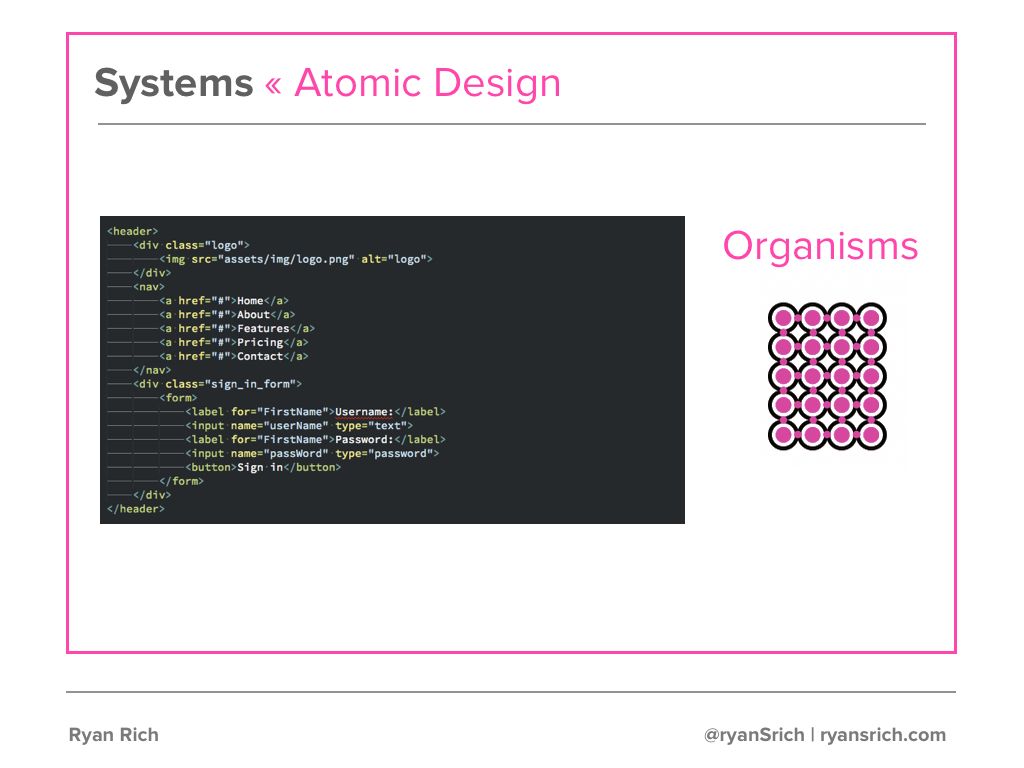 Systems « Atomic Design
<header>
<div class="logo">
<img src="assets/img/logo.png" alt="logo">
</div>
<nav>
<a href="#">Home</a>
<a href="#">About</a>
<a href="#">Features</a>
<a href="#">Pricing</a>
<a href="#">Contact</a>
</nav>
<div class="sign_in_form">
<form>
<label for="FirstName">Username:</label>
<input name="userName" type="text">
<label for="FirstName">Password:</label>
<input name="passWord" type="password">
<button>Sign in</button>
</form>
</div>
</header>
Organisms
Ryan Rich
@ryanSrich | ryansrich.com